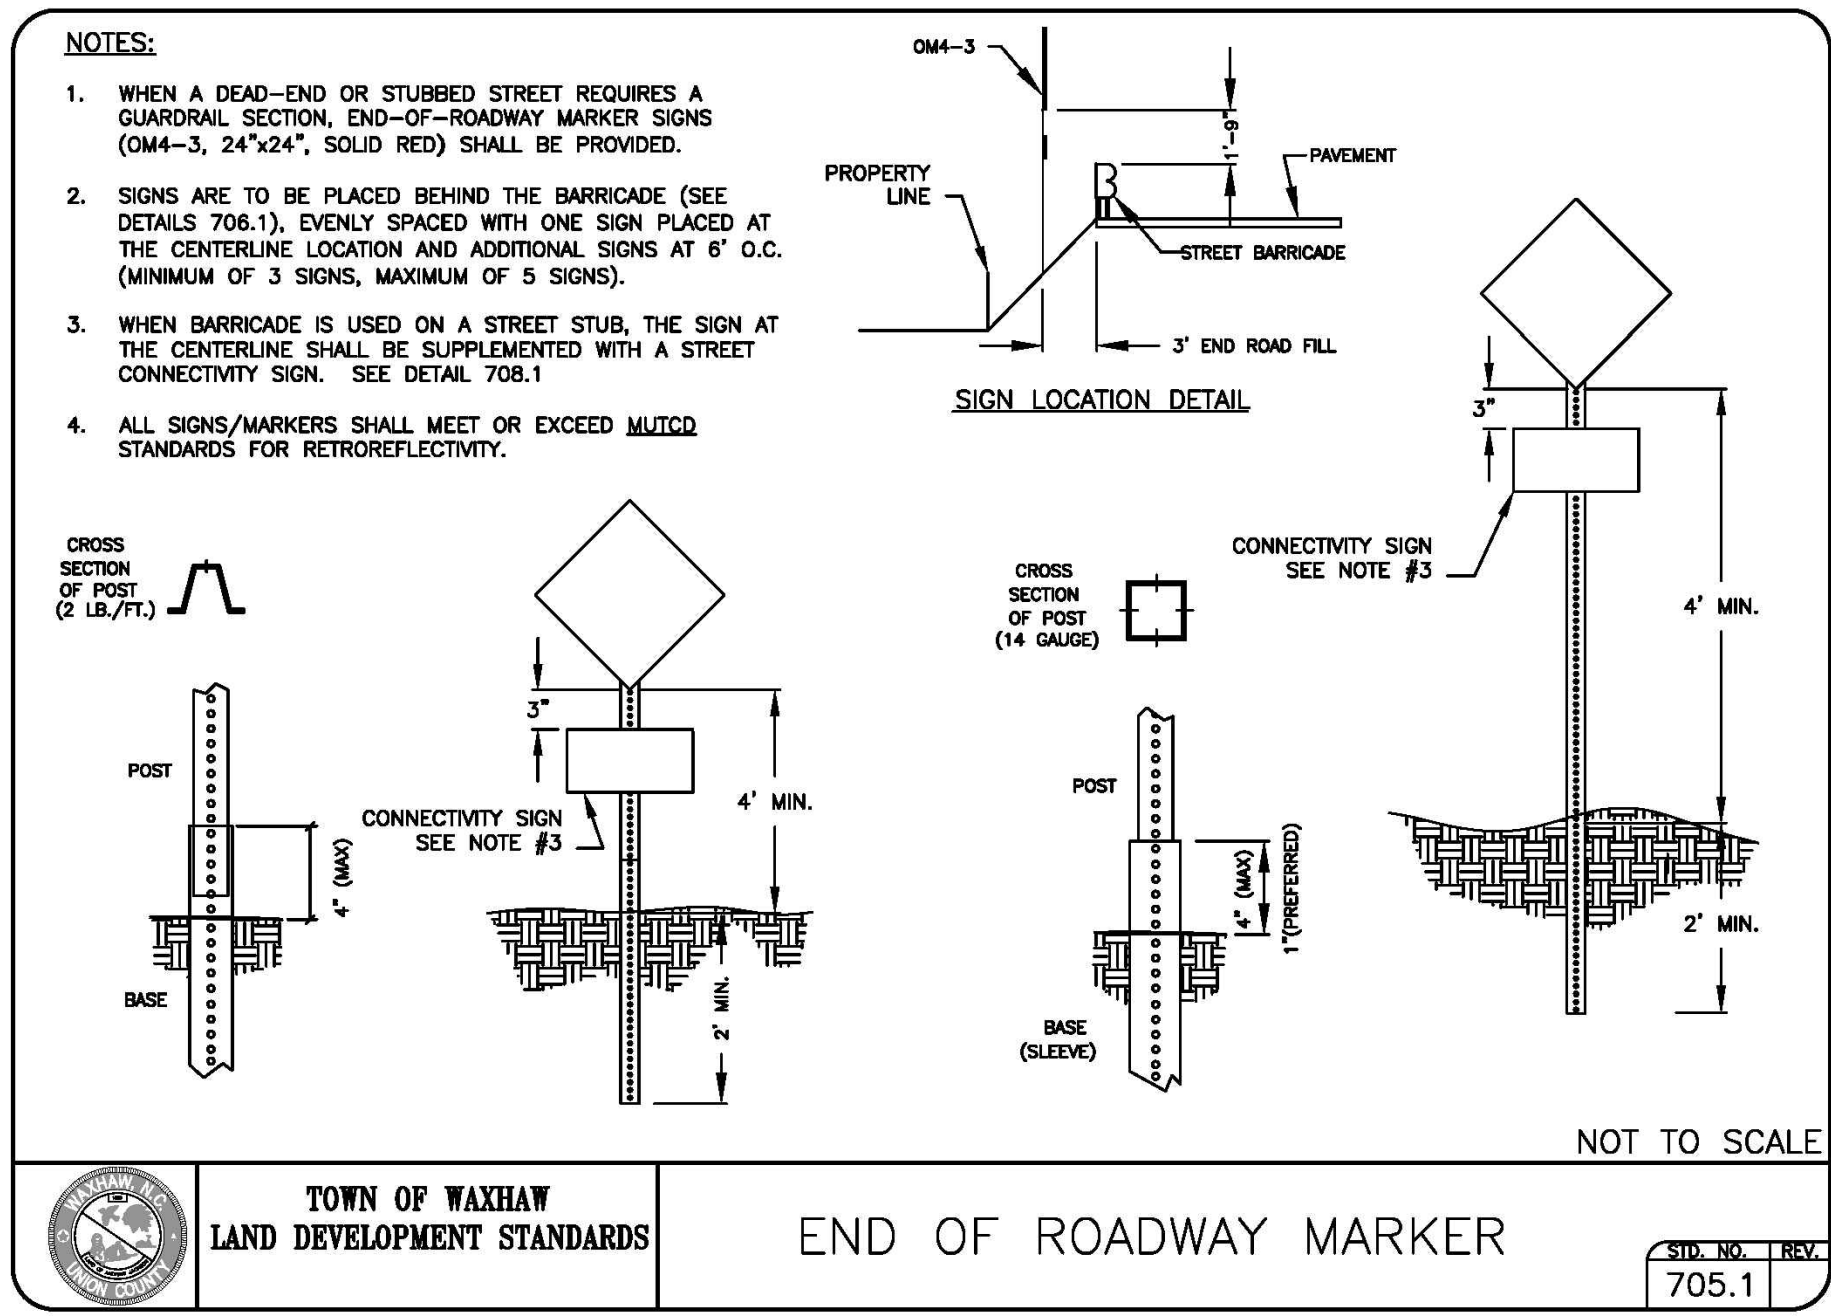 NOTES:
1. WHEN A DEAD-END OR STUBBED STREET REQUIRES A
GUARDRAIL SECTION, END-OF-ROADWAY MARKER SIGNS
(OM4-3, 24"x24", SOLID RED) SHALL BE PROVIDED.
2. SIGNS ARE TO BE PLACED BEHIND THE BARRICADE (SEE
DETAILS 706.1), EVENLY SPACED WITH ONE SIGN PLACED AT
THE CENTERLINE LOCATION AND ADDITIONAL SIGNS AT 6' O.C.
(MINIMUM OF 3 SIGNS, MAXIMUM OF 5 SIGNS).
3. WHEN BARRICADE IS USED ON A STREET STUB, THE SIGN AT
THE CENTERLINE SHALL BE SUPPLEMENTED WITH A STREET
CONNECTIVITY SIGN. SEE DETAIL 708.1
4. ALL SIGNS/MARKERS SHALL MEET OR EXCEED MUTCD
STANDARDS FOR RETROREFLECTIVITY.
OM4-3
1'-9"
PAVEMENT
PROPERTY
LINE
STREET BARRICADE
3' END ROAD FILL
SIGN LOCATION DETAIL
CROSS
SECTION
OF POST
(2 LB./FT.)
POST
4" (MAX)
BASE
3"
CONNECTIVITY SIGN
SEE NOTE #3
4' MIN.
2' MIN.
CROSS
SECTION
OF POST
(14 GAUGE)
POST
4" (MAX)
1"(PREFERRED)
BASE
(SLEEVE)
3"
CONNECTIVITY SIGN
SEE NOTE #3
4' MIN.
2' MIN.
NOT TO SCALE
WAXHAW, N.C.
UNION COUNTY
TOWN OF WAXHAW
LAND DEVELOPMENT STANDARDS
END OF ROADWAY MARKER
STD. NO. REV.
705.1